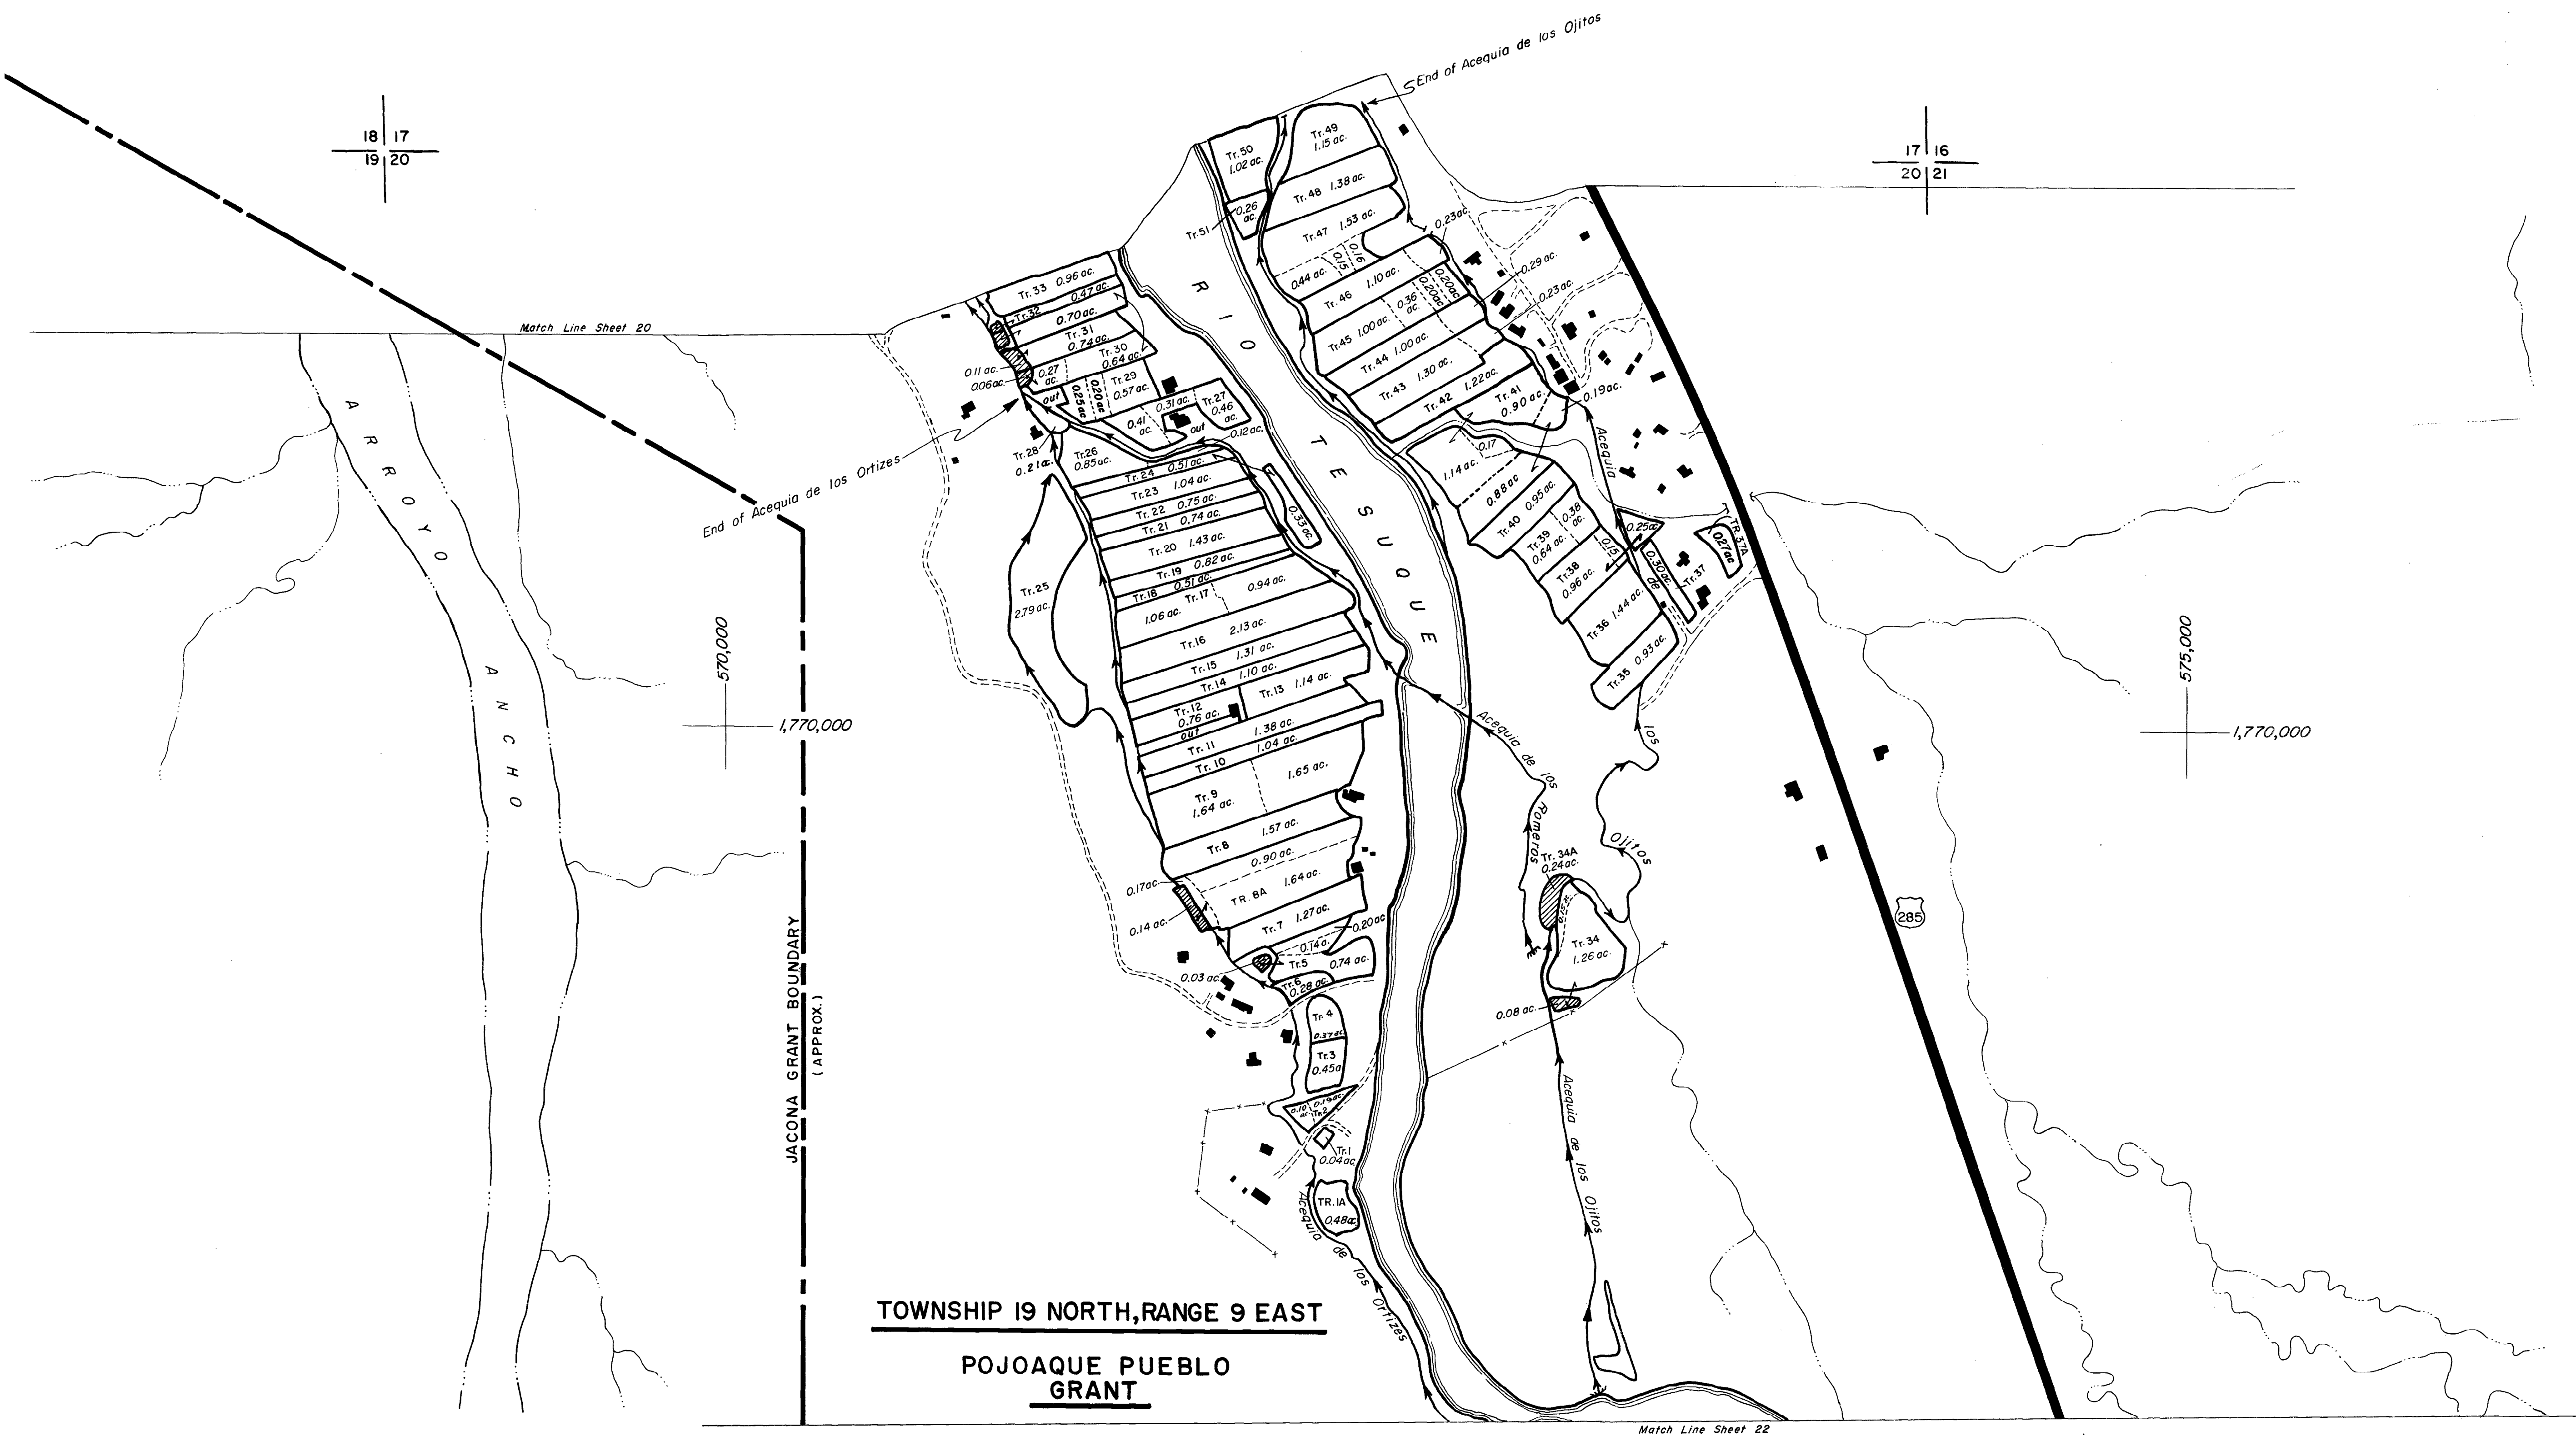 End of Acequia de los Ojitos
18 17
19 20
17 16
20 21
Tr. 49
1.15 ac.
Tr. 50
1.02 ac.
Tr. 48 1.38 ac.
0.26
ac.
Tr. 51
Tr. 47 1.53 ac.
0.23 ac.
0.44 ac.
0.15
0.16
0.29 ac.
Tr. 46 1.10 ac.
0.20 ac
0.20 ac
0.36
ac.
0.23 ac.
Tr. 45 1.00 ac.
Tr. 44 1.00 ac.
Tr. 43 1.30 ac.
Tr. 42 1.22 ac.
Tr. 41
0.90 ac.
0.19 ac.
Match Line Sheet 20
Tr. 33 0.96 ac.
0.47 ac.
Tr. 32
0.70 ac.
Tr. 31
0.74 ac.
Tr. 30
0.64 ac.
0.11 ac.
0.06 ac.
0.27
ac.
out
0.25 ac
0.20 ac
Tr. 29
0.57 ac.
0.31 ac.
Tr. 27
0.46
ac.
0.41
ac.
out
0.12 ac.
Tr. 28
0.21 ac.
Tr. 26
0.85 ac.
End of Acequia de los Ortizes
Tr. 24 0.51 ac.
Tr. 23 1.04 ac.
Tr. 22 0.75 ac.
Tr. 21 0.74 ac.
Tr. 20 1.43 ac.
Tr. 19 0.82 ac.
Tr. 18 0.51 ac.
Tr. 17 0.94 ac.
1.06 ac.
0.33 ac.
Tr. 25
2.79 ac.
Tr. 16 2.13 ac.
Tr. 15 1.31 ac.
Tr. 14 1.10 ac.
Tr. 13 1.14 ac.
Tr. 12
0.76 ac.
out
Tr. 11 1.38 ac.
Tr. 10 1.04 ac.
Tr. 9
1.64 ac.
1.65 ac.
Tr. 8 1.57 ac.
0.90 ac.
0.17 ac.
TR. 8A 1.64 ac.
0.14 ac.
Tr. 7 1.27 ac.
0.20 ac
0.14 a.
Tr. 5 0.74 ac.
0.03 ac.
Tr. 6
0.28 ac.
Tr. 4
0.37 ac.
Tr. 3
0.45 a
0.10
ac.
0.19 ac.
Tr. 2
Tr. 1
0.04 ac.
TR. 1A
0.48 ac.
Acequia de los Ortizes
RIO TESUQUE
ARROYO ANCHO
1.14 ac.
0.17
0.88 ac
Tr. 40 0.95 ac.
Tr. 39
0.64 ac.
0.38
ac.
0.15
Tr. 38
0.96 ac.
0.25 ac
0.30 ac.
Tr. 37
TR. 37A
0.27 ac
Tr. 36 1.44 ac.
Tr. 35 0.93 ac.
Acequia de los Ojitos
Acequia de los Romeros
Tr. 34A
0.24 ac.
Tr. 34
1.26 ac.
0.08 ac.
Acequia de los Ojitos
570,000
1,770,000
575,000
1,770,000
285
JACONA GRANT BOUNDARY
(APPROX.)
TOWNSHIP 19 NORTH, RANGE 9 EAST
POJOAQUE PUEBLO
GRANT
Match Line Sheet 22